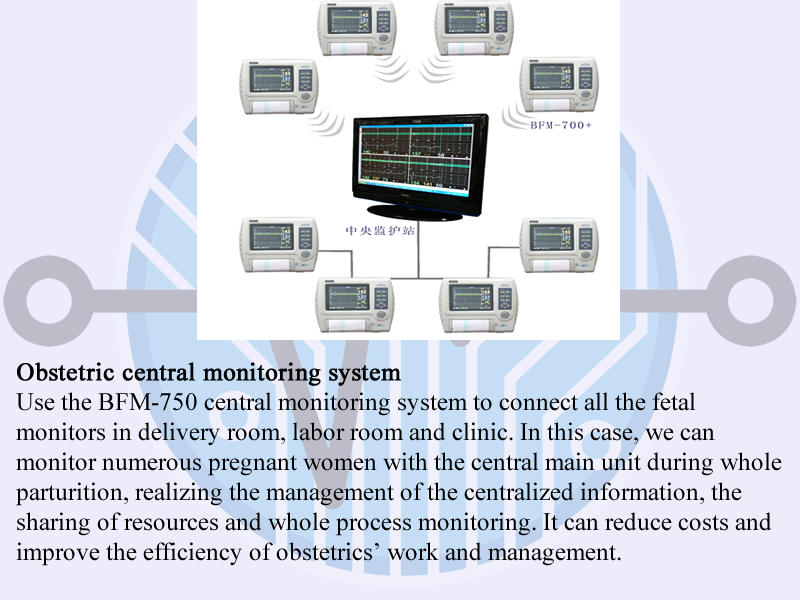 BFM-700+
中央监护站
Obstetric central monitoring system
Use the BFM-750 central monitoring system to connect all the fetal
monitors in delivery room, labor room and clinic. In this case, we can
monitor numerous pregnant women with the central main unit during whole
parturition, realizing the management of the centralized information, the
sharing of resources and whole process monitoring. It can reduce costs and
improve the efficiency of obstetrics’ work and management.